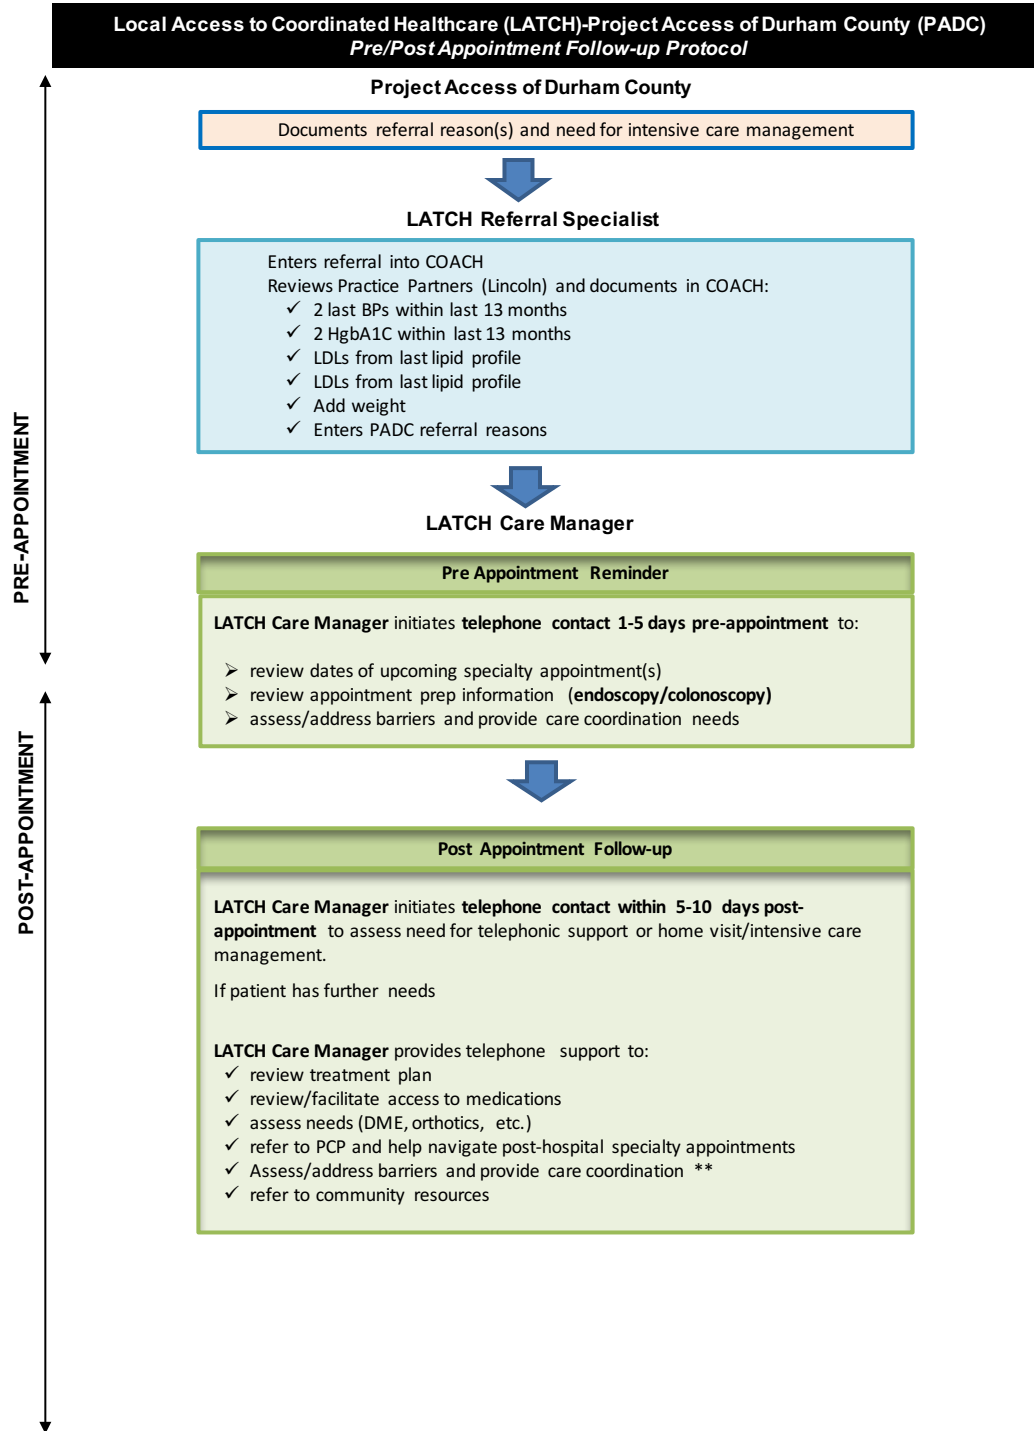 Local Access to Coordinated Healthcare (LATCH)-Project Access of Durham County (PADC)
Pre/Post Appointment Follow-up Protocol
Project Access of Durham County
Documents referral reason(s) and need for intensive care management
LATCH Referral Specialist
Enters referral into COACH
Reviews Practice Partners (Lincoln) and documents in COACH:
✓ 2 last BPs within last 13 months
✓ 2 HgbA1C within last 13 months
✓ LDLs from last lipid profile
✓ LDLs from last lipid profile
✓ Add weight
✓ Enters PADC referral reasons
PRE-APPOINTMENT
LATCH Care Manager
Pre Appointment Reminder
LATCH Care Manager initiates telephone contact 1-5 days pre-appointment to:
➢ review dates of upcoming specialty appointment(s)
➢ review appointment prep information (endoscopy/colonoscopy)
➢ assess/address barriers and provide care coordination needs
POST-APPOINTMENT
Post Appointment Follow-up
LATCH Care Manager initiates telephone contact within 5-10 days post-
appointment to assess need for telephonic support or home visit/intensive care
management.
If patient has further needs
LATCH Care Manager provides telephone support to:
✓ review treatment plan
✓ review/facilitate access to medications
✓ assess needs (DME, orthotics, etc.)
✓ refer to PCP and help navigate post-hospital specialty appointments
✓ Assess/address barriers and provide care coordination **
✓ refer to community resources